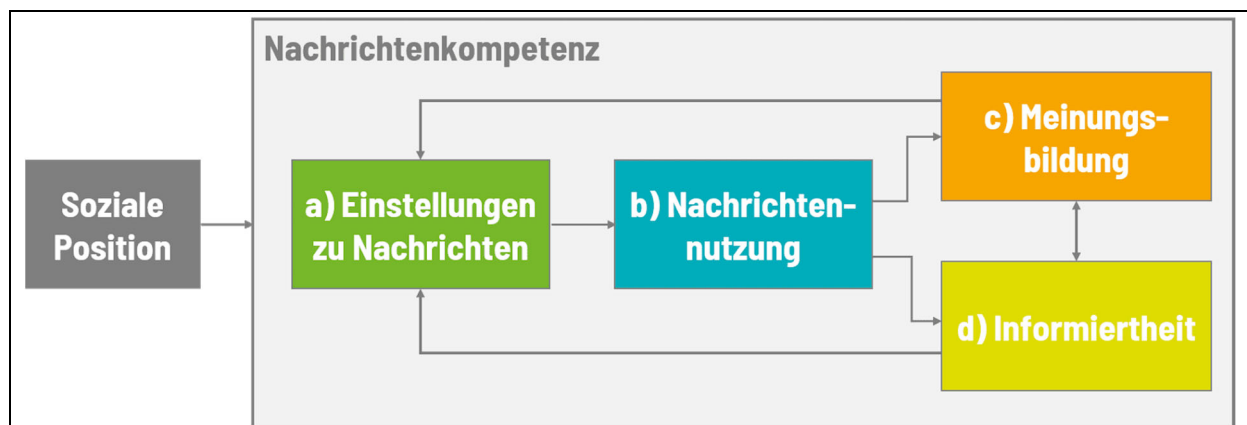 Nachrichtenkompetenz
Soziale
Position
a) Einstellungen
zu Nachrichten
b) Nachrichten-
nutzung
c) Meinungs-
bildung
d) Informiertheit